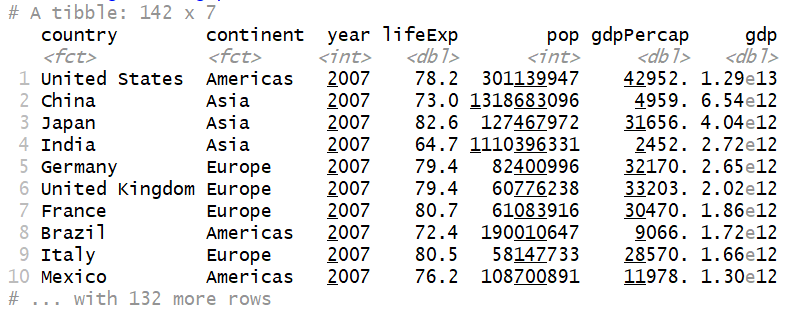 # A tibble: 142 x 7
country continent year lifeExp pop gdpPercap gdp
<fct> <fct> <int> <dbl> <int> <dbl> <dbl>
1 United States Americas 2007 78.2 301139947 42952. 1.29e13
2 China Asia 2007 73.0 1318683096 4959. 6.54e12
3 Japan Asia 2007 82.6 127467972 31656. 4.04e12
4 India Asia 2007 64.7 1110396331 2452. 2.72e12
5 Germany Europe 2007 79.4 82400996 32170. 2.65e12
6 United Kingdom Europe 2007 79.4 60776238 33203. 2.02e12
7 France Europe 2007 80.7 61083916 30470. 1.86e12
8 Brazil Americas 2007 72.4 190010647 9066. 1.72e12
9 Italy Europe 2007 80.5 58147733 28570. 1.66e12
10 Mexico Americas 2007 76.2 108700891 11978. 1.30e12
# ... with 132 more rows